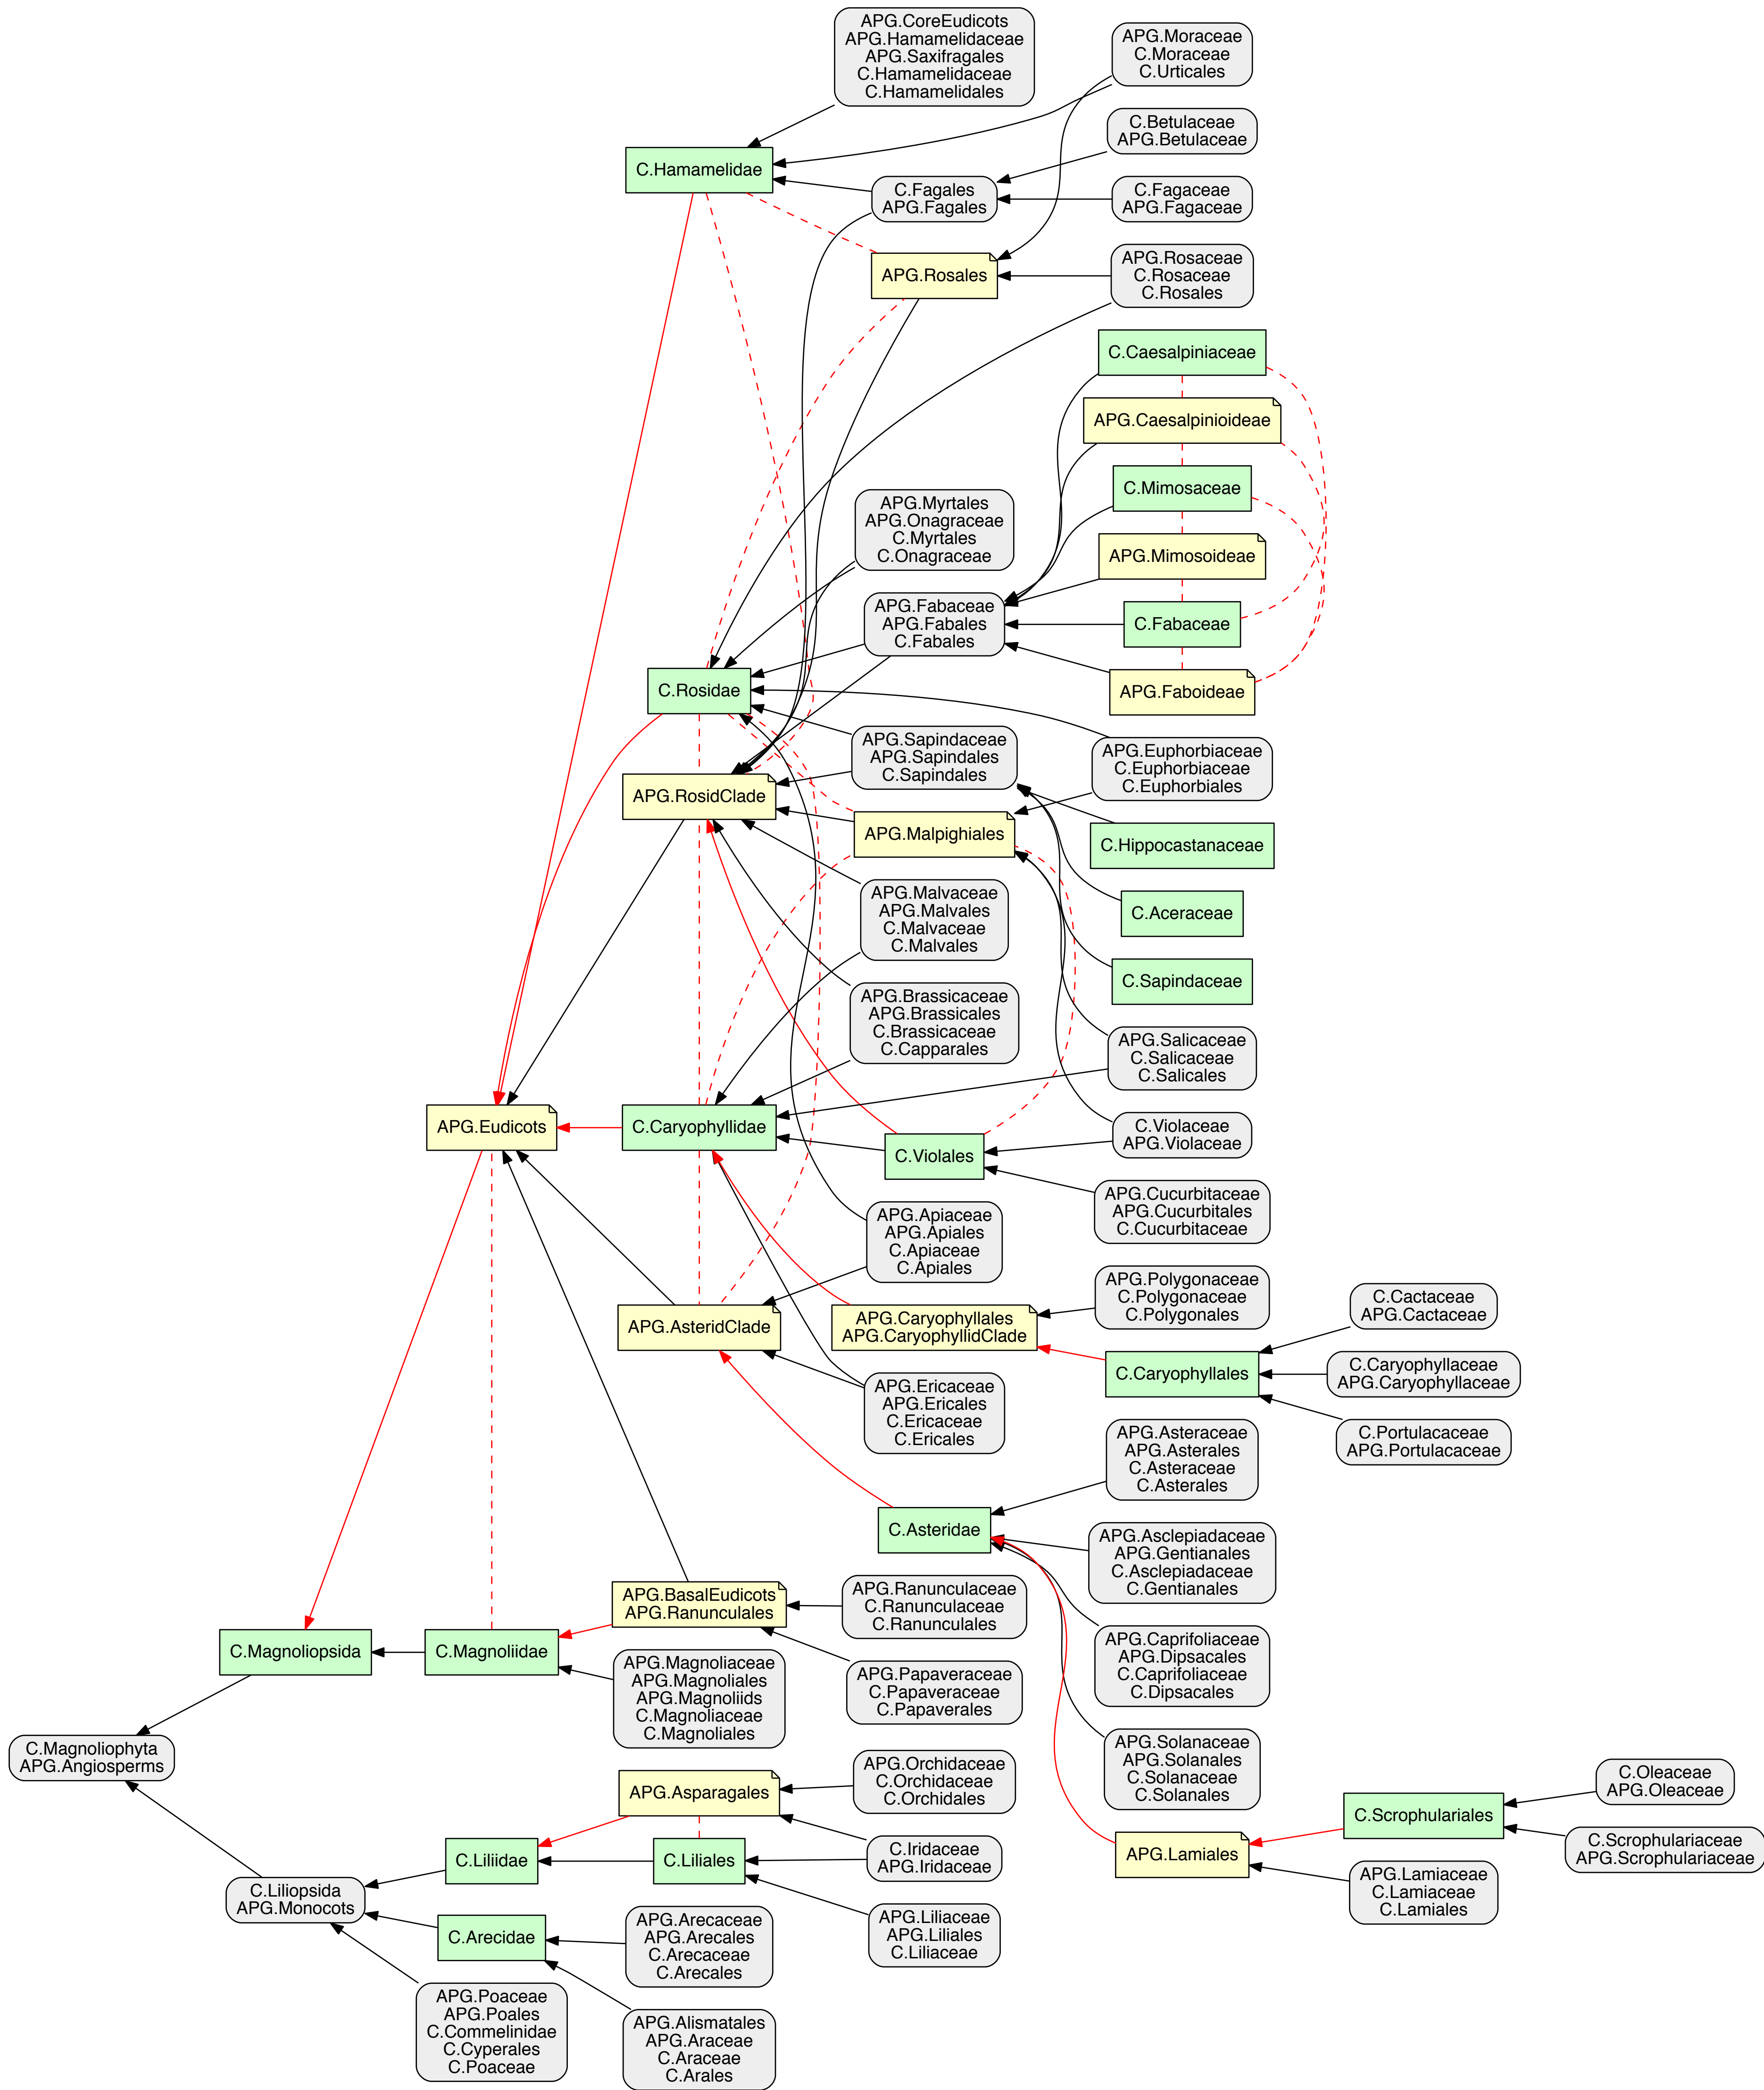 APG.CoreEudicots
APG.Hamamelidaceae
APG.Saxifragales
C.Hamamelidaceae
C.Hamamelidales
APG.Moraceae
C.Moraceae
C.Urticales
C.Betulaceae
APG.Betulaceae
C.Hamamelidae
C.Fagales
APG.Fagales
C.Fagaceae
APG.Fagaceae
APG.Rosales
APG.Rosaceae
C.Rosaceae
C.Rosales
C.Caesalpiniaceae
APG.Caesalpinioideae
C.Mimosaceae
APG.Myrtales
APG.Onagraceae
C.Myrtales
C.Onagraceae
APG.Mimosoideae
APG.Fabaceae
APG.Fabales
C.Fabales
C.Fabaceae
C.Rosidae
APG.Faboideae
APG.Sapindaceae
APG.Sapindales
C.Sapindales
APG.Euphorbiaceae
C.Euphorbiaceae
C.Euphorbiales
APG.RosidClade
APG.Malpighiales
C.Hippocastanaceae
APG.Malvaceae
APG.Malvales
C.Malvaceae
C.Malvales
C.Aceraceae
C.Sapindaceae
APG.Brassicaceae
APG.Brassicales
C.Brassicaceae
C.Capparales
APG.Salicaceae
C.Salicaceae
C.Salicales
APG.Eudicots
C.Caryophyllidae
C.Violales
C.Violaceae
APG.Violaceae
APG.Cucurbitaceae
APG.Cucurbitales
C.Cucurbitaceae
APG.Apiaceae
APG.Apiales
C.Apiaceae
C.Apiales
APG.Polygonaceae
C.Polygonaceae
C.Polygonales
C.Cactaceae
APG.Cactaceae
APG.AsteridClade
APG.Caryophyllales
APG.CaryophyllidClade
C.Caryophyllales
C.Caryophyllaceae
APG.Caryophyllaceae
APG.Ericaceae
APG.Ericales
C.Ericaceae
C.Ericales
C.Portulacaceae
APG.Portulacaceae
APG.Asteraceae
APG.Asterales
C.Asteraceae
C.Asterales
C.Asteridae
APG.Asclepiadaceae
APG.Gentianales
C.Asclepiadaceae
C.Gentianales
APG.BasalEudicots
APG.Ranunculales
APG.Ranunculaceae
C.Ranunculaceae
C.Ranunculales
C.Magnoliopsida
C.Magnoliidae
APG.Caprifoliaceae
APG.Dipsacales
C.Caprifoliaceae
C.Dipsacales
APG.Magnoliaceae
APG.Magnoliales
APG.Magnoliids
C.Magnoliaceae
C.Magnoliales
APG.Papaveraceae
C.Papaveraceae
C.Papaverales
C.Magnoliophyta
APG.Angiosperms
APG.Solanaceae
APG.Solanales
C.Solanaceae
C.Solanales
APG.Orchidaceae
C.Orchidaceae
C.Orchidales
APG.Asparagales
C.Oleaceae
APG.Oleaceae
C.Scrophulariales
C.Scrophulariaceae
APG.Scrophulariaceae
APG.Lamiales
C.Liliidae
C.Liliales
C.Iridaceae
APG.Iridaceae
APG.Lamiaceae
C.Lamiaceae
C.Lamiales
C.Liliopsida
APG.Monocots
APG.Liliaceae
APG.Liliales
C.Liliaceae
C.Arecidae
APG.Arecaceae
APG.Arecales
C.Arecaceae
C.Arecales
APG.Poaceae
APG.Poales
C.Commelinidae
C.Cyperales
C.Poaceae
APG.Alismatales
APG.Araceae
C.Araceae
C.Arales